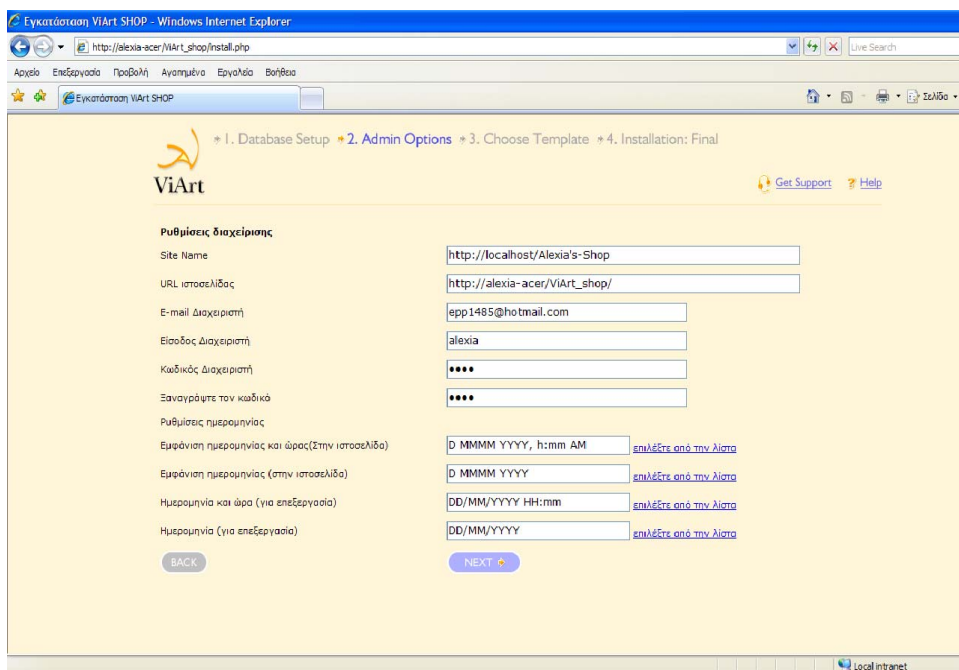 Εγκατάσταση ViArt SHOP - Windows Internet Explorer
http://alexia-acer/ViArt_shop/install.php
Live Search
Αρχείο Επεξεργασία Προβολή Αγαπημένα Εργαλεία Βοήθεια
Εγκατάσταση ViArt SHOP
Σελίδα
1. Database Setup 2. Admin Options 3. Choose Template 4. Installation: Final
ViArt
Get Support ? Help
Ρυθμίσεις διαχείρισης
Site Name http://localhost/Alexia's-Shop
URL ιστοσελίδας http://alexia-acer/ViArt_shop/
E-mail Διαχειριστή epp1485@hotmail.com
Είσοδος Διαχειριστή alexia
Κωδικός Διαχειριστή ••••
Ξαναγράψτε τον κωδικό ••••
Ρυθμίσεις ημερομηνίας
Εμφάνιση ημερομηνίας και ώρας(Στην ιστοσελίδα) D MMMM YYYY, h:mm AM επιλέξτε από την λίστα
Εμφάνιση ημερομηνίας (στην ιστοσελίδα) D MMMM YYYY επιλέξτε από την λίστα
Ημερομηνία και ώρα (για επεξεργασία) DD/MM/YYYY HH:mm επιλέξτε από την λίστα
Ημερομηνία (για επεξεργασία) DD/MM/YYYY επιλέξτε από την λίστα
BACK NEXT
Local intranet